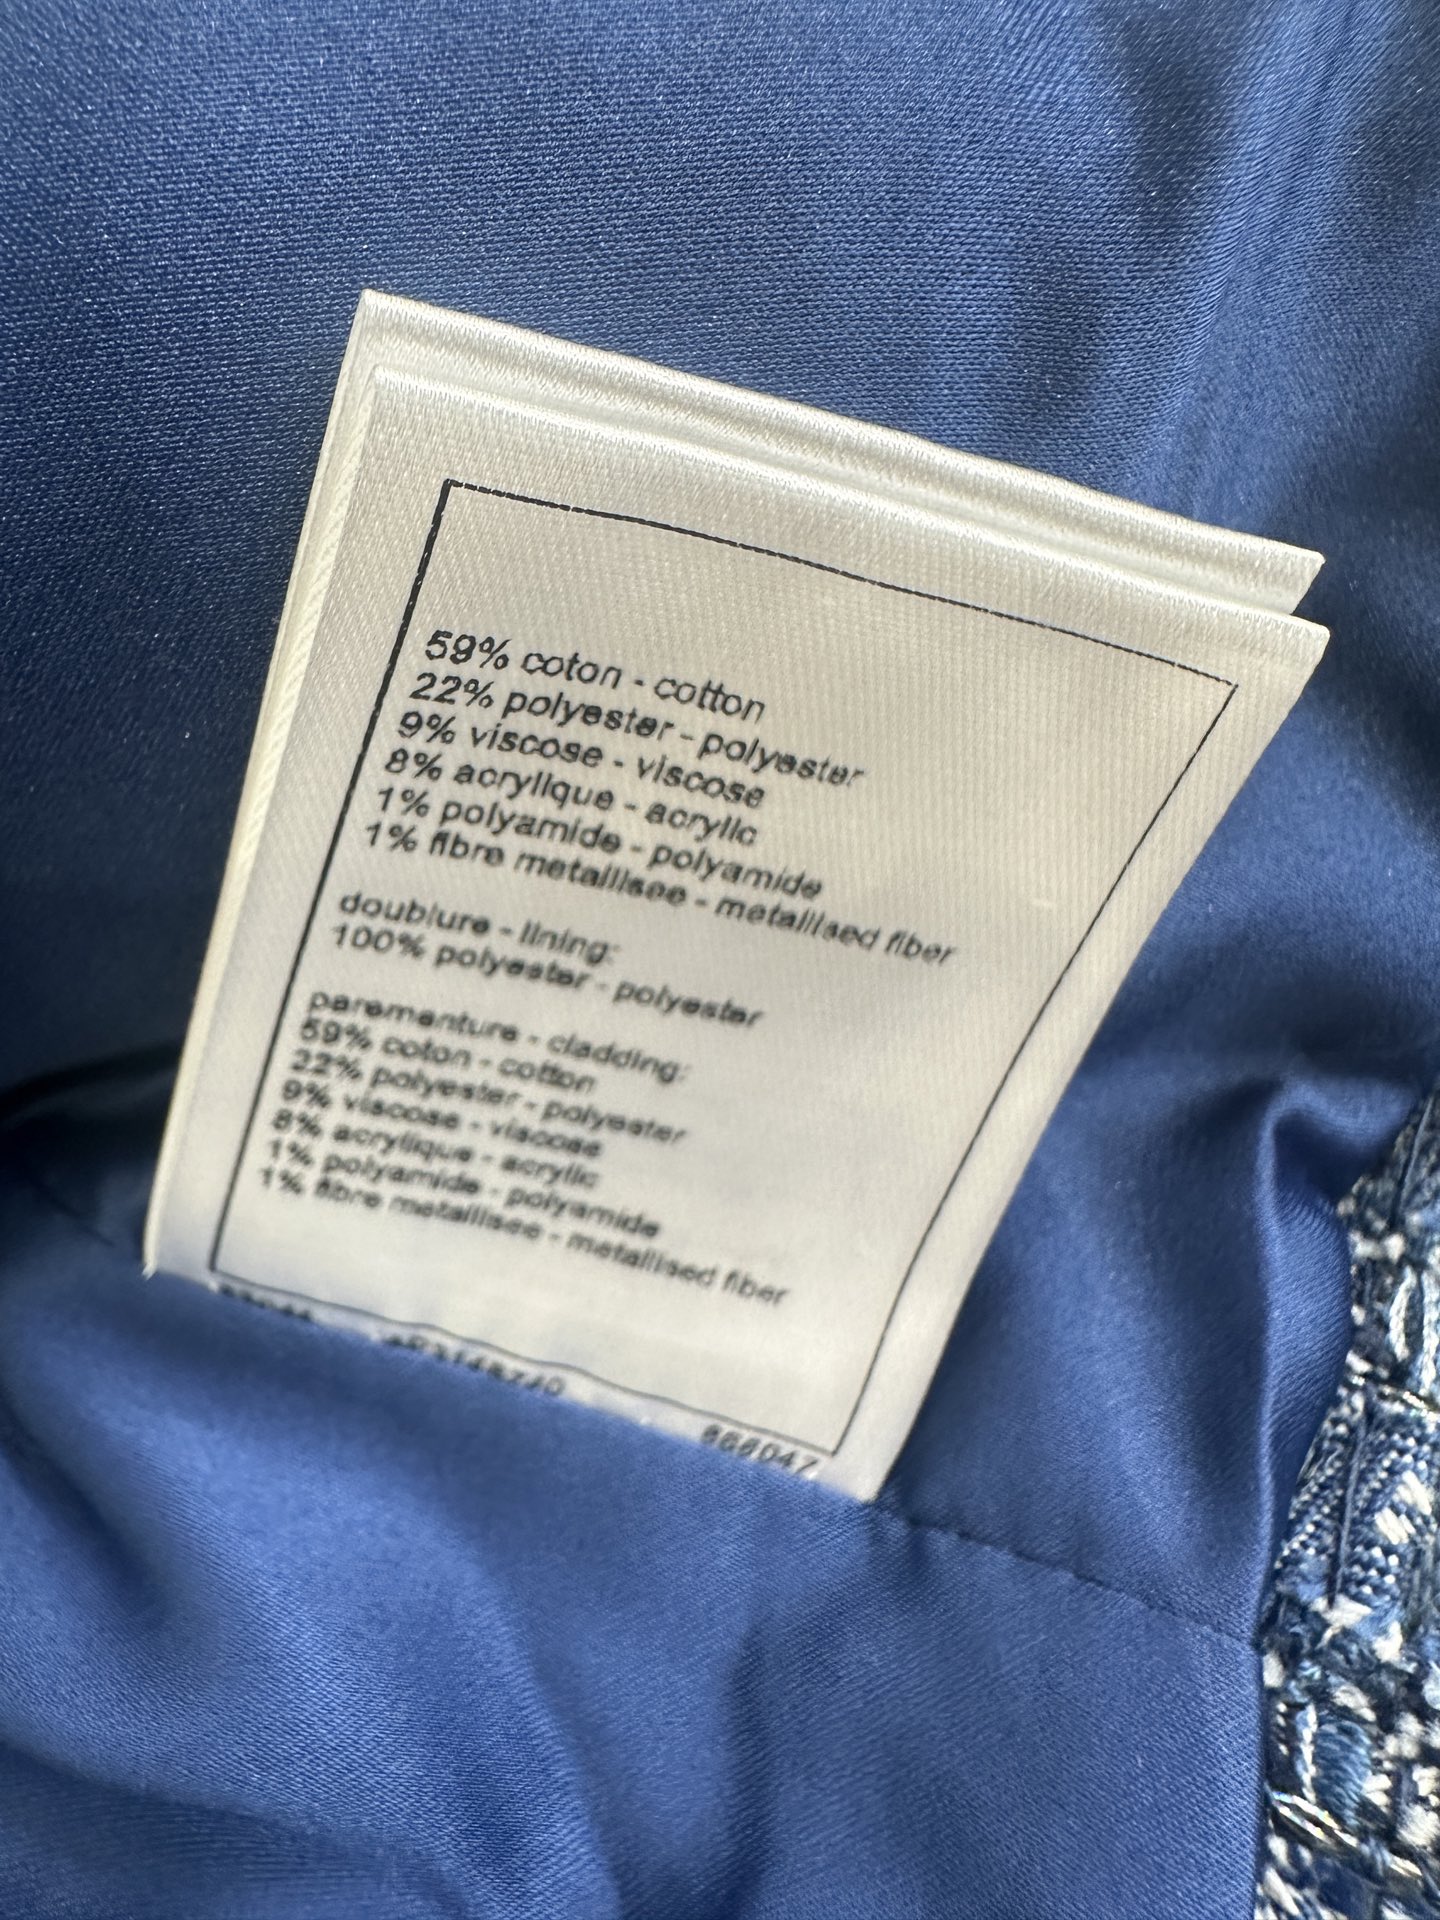 59% coton - cotton
22% polyester - polyester
9% viscose - viscose
8% acrylique - acrylic
1% polyamide - polyamide
1% fibre metallisee - metallised fiber
doublure - lining:
100% polyester - polyester
parementure - cladding:
59% coton - cotton
22% polyester - polyester
9% viscose - viscose
8% acrylique - acrylic
1% polyamide - polyamide
1% fibre metallisee - metallised fiber